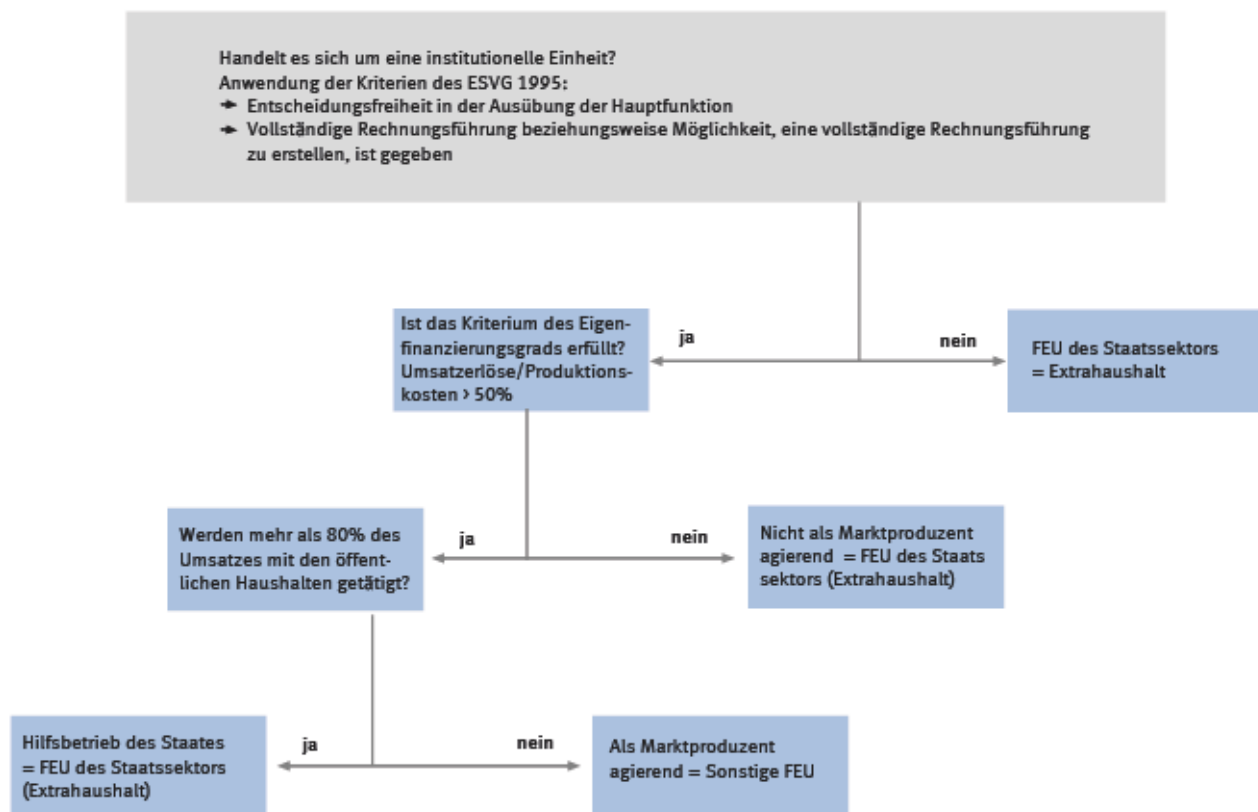 Handelt es sich um eine institutionelle Einheit?
Anwendung der Kriterien des ESVG 1995:
➔ Entscheidungsfreiheit in der Ausübung der Hauptfunktion
➔ Vollständige Rechnungsführung beziehungsweise Möglichkeit, eine vollständige Rechnungsführung
zu erstellen, ist gegeben
Ist das Kriterium des Eigen-
finanzierungsgrads erfüllt?
Umsatzerlöse/Produktions-
kosten > 50%
ja
nein
FEU des Staatssektors
= Extrahaushalt
Werden mehr als 80% des
Umsatzes mit den öffent-
lichen Haushalten getätigt?
ja
nein
Nicht als Marktproduzent
agierend = FEU des Staats
sektors (Extrahaushalt)
Hilfsbetrieb des Staates
= FEU des Staatssektors
(Extrahaushalt)
ja
nein
Als Marktproduzent
agierend = Sonstige FEU